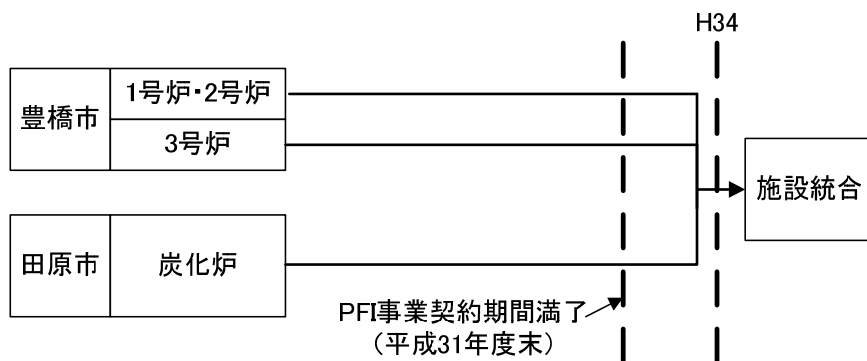 H34
豊橋市
1号炉・2号炉
3号炉
施設統合
田原市
炭化炉
PFI事業契約期間満了
（平成31年度末）